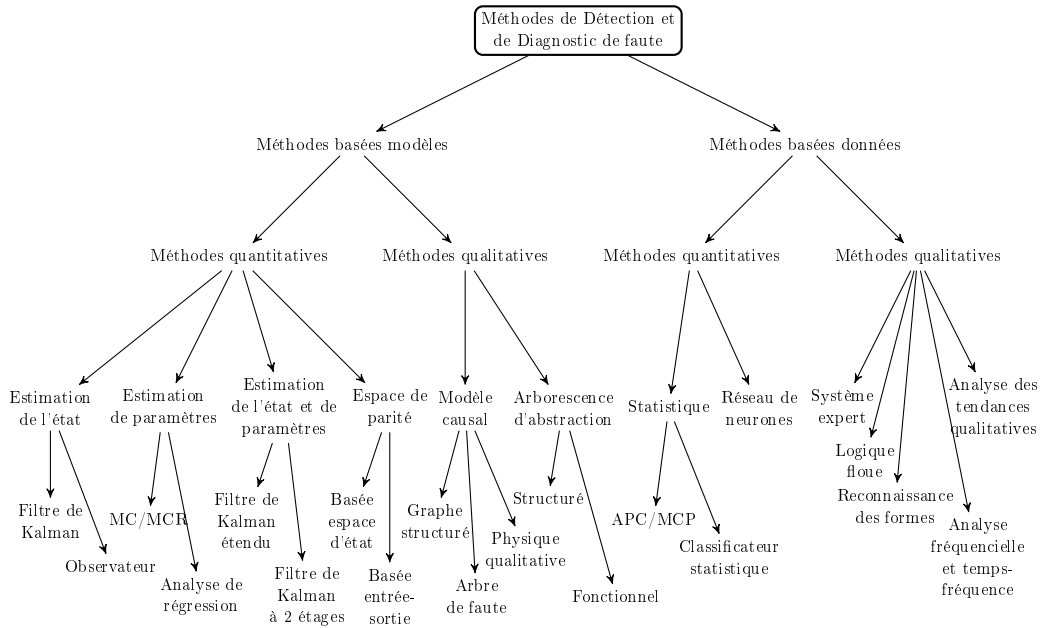 Méthodes de Détection et
de Diagnostic de faute
Méthodes basées modèles
Méthodes basées données
Méthodes quantitatives
Méthodes qualitatives
Méthodes quantitatives
Méthodes qualitatives
Estimation
de l'état
Estimation
de paramètres
Estimation
de l'état et de
paramètres
Espace de
parité
Modèle
causal
Arborescence
d'abstraction
Statistique
Réseau de
neurones
Système
expert
Analyse des
tendances
qualitatives
Logique
floue
Reconnaissance
des formes
Analyse
fréquencielle
et temps-
fréquence
Filtre de
Kalman
Observateur
MC/MCR
Analyse de
régression
Filtre de
Kalman
étendu
Filtre de
Kalman
à 2 étages
Basée
espace
d'état
Basée
entrée-
sortie
Graphe
structuré
Arbre
de faute
Physique
qualitative
Structuré
Fonctionnel
APC/MCP
Classificateur
statistique